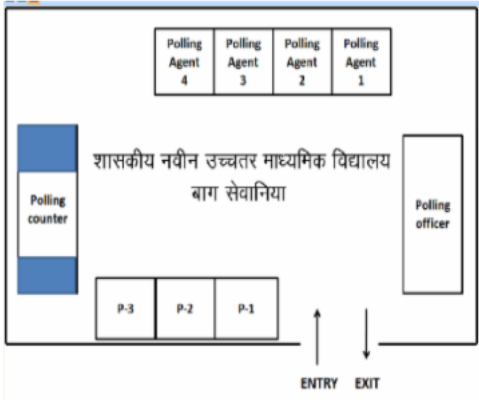 Polling Agent 4
Polling Agent 3
Polling Agent 2
Polling Agent 1
शासकीय नवीन उच्चतर माध्यमिक विद्यालय
बाग सेवानिया
Polling counter
Polling officer
P-3
P-2
P-1
ENTRY
EXIT